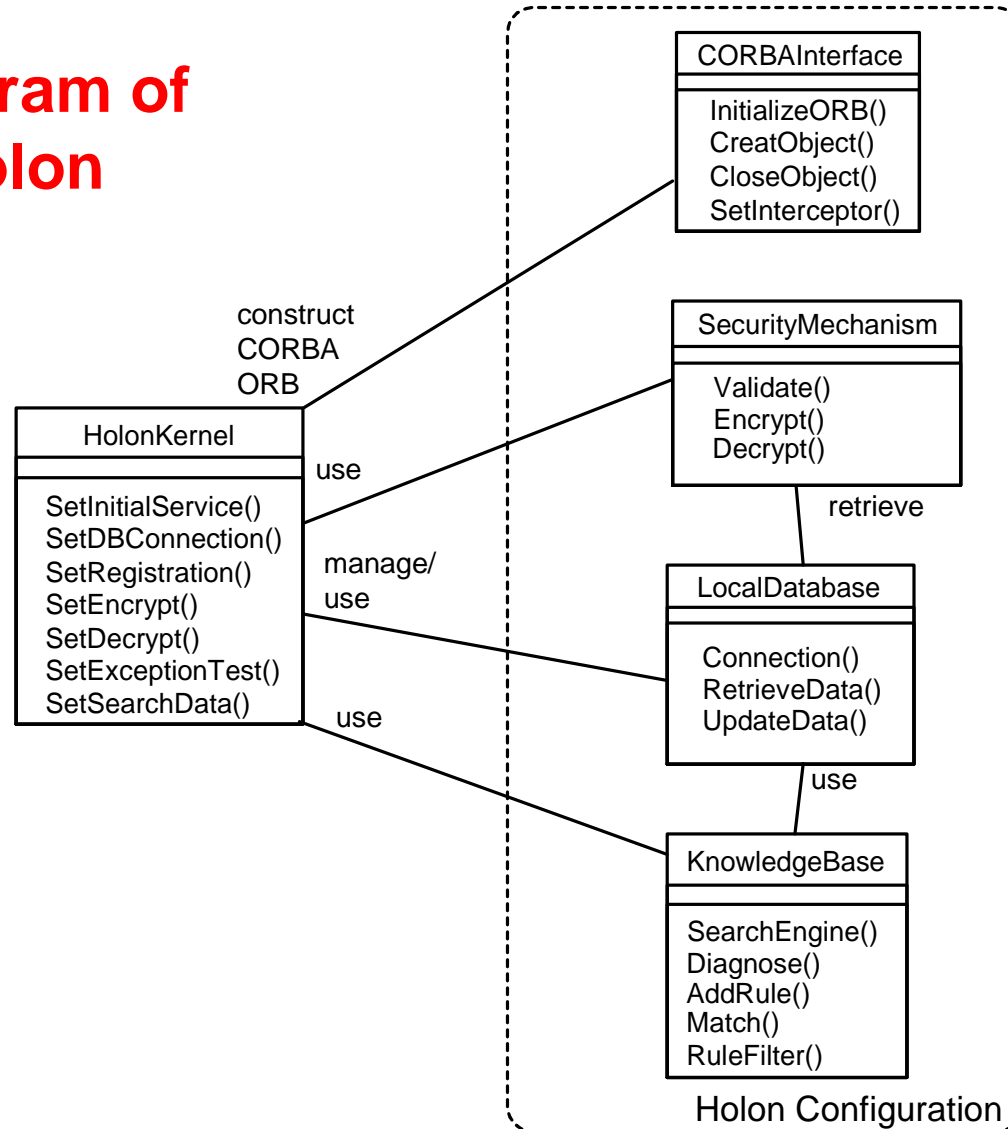 ram of
olon
CORBAInterface
InitializeORB()
CreatObject()
CloseObject()
SetInterceptor()
construct
CORBA
ORB
SecurityMechanism
Validate()
Encrypt()
Decrypt()
HolonKernel
SetInitialService()
SetDBConnection()
SetRegistration()
SetEncrypt()
SetDecrypt()
SetExceptionTest()
SetSearchData()
use
manage/
use
use
retrieve
LocalDatabase
Connection()
RetrieveData()
UpdateData()
use
KnowledgeBase
SearchEngine()
Diagnose()
AddRule()
Match()
RuleFilter()
Holon Configuration